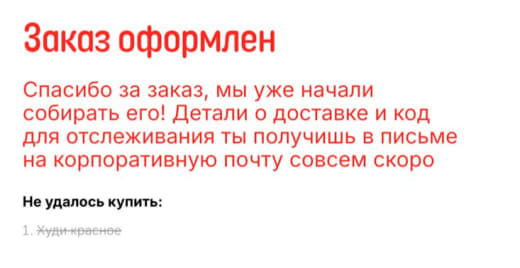 Заказ оформлен
Спасибо за заказ, мы уже начали
собирать его! Детали о доставке и код
для отслеживания ты получишь в письме
на корпоративную почту совсем скоро
Не удалось купить:
1. Худи красное